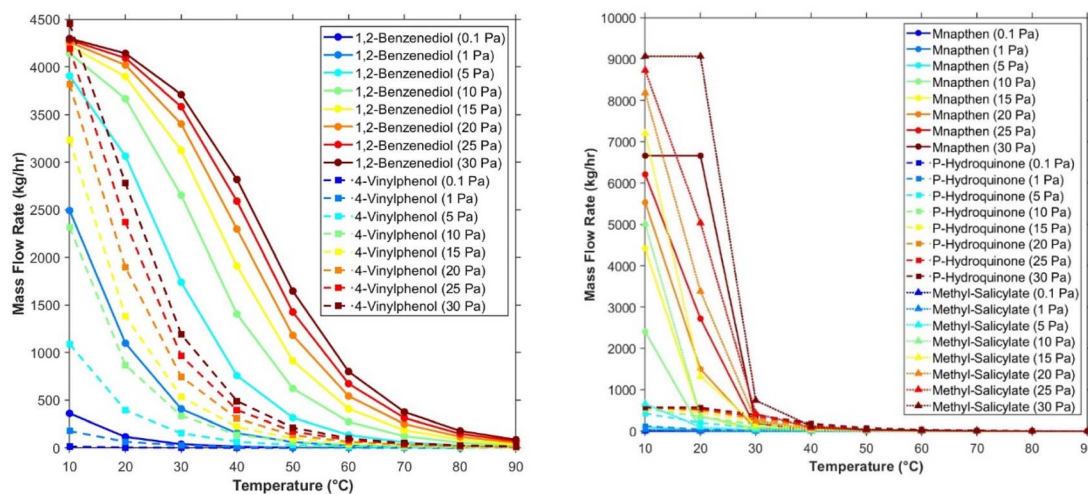 4500
4000
3500
3000
2500
2000
1500
1000
500
0
Mass Flow Rate (kg/hr)
10 20 30 40 50 60 70 80 90
Temperature (°C)
1,2-Benzenediol (0.1 Pa)
1,2-Benzenediol (1 Pa)
1,2-Benzenediol (5 Pa)
1,2-Benzenediol (10 Pa)
1,2-Benzenediol (15 Pa)
1,2-Benzenediol (20 Pa)
1,2-Benzenediol (25 Pa)
1,2-Benzenediol (30 Pa)
4-Vinylphenol (0.1 Pa)
4-Vinylphenol (1 Pa)
4-Vinylphenol (5 Pa)
4-Vinylphenol (10 Pa)
4-Vinylphenol (15 Pa)
4-Vinylphenol (20 Pa)
4-Vinylphenol (25 Pa)
4-Vinylphenol (30 Pa)
10000
9000
8000
7000
6000
5000
4000
3000
2000
1000
0
Mass Flow Rate (kg/hr)
10 20 30 40 50 60 70 80 90
Temperature (°C)
Mnapthen (0.1 Pa)
Mnapthen (1 Pa)
Mnapthen (5 Pa)
Mnapthen (10 Pa)
Mnapthen (15 Pa)
Mnapthen (20 Pa)
Mnapthen (25 Pa)
Mnapthen (30 Pa)
P-Hydroquinone (0.1 Pa)
P-Hydroquinone (1 Pa)
P-Hydroquinone (5 Pa)
P-Hydroquinone (10 Pa)
P-Hydroquinone (15 Pa)
P-Hydroquinone (20 Pa)
P-Hydroquinone (25 Pa)
P-Hydroquinone (30 Pa)
Methyl-Salicylate (0.1 Pa)
Methyl-Salicylate (1 Pa)
Methyl-Salicylate (5 Pa)
Methyl-Salicylate (10 Pa)
Methyl-Salicylate (15 Pa)
Methyl-Salicylate (20 Pa)
Methyl-Salicylate (25 Pa)
Methyl-Salicylate (30 Pa)